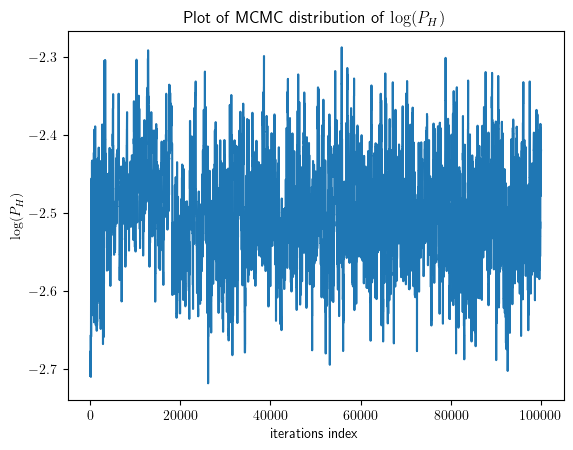 Plot of MCMC distribution of log(P_H)
−2.3
−2.4
−2.5
−2.6
−2.7
log(P_H)
0 20000 40000 60000 80000 100000
iterations index